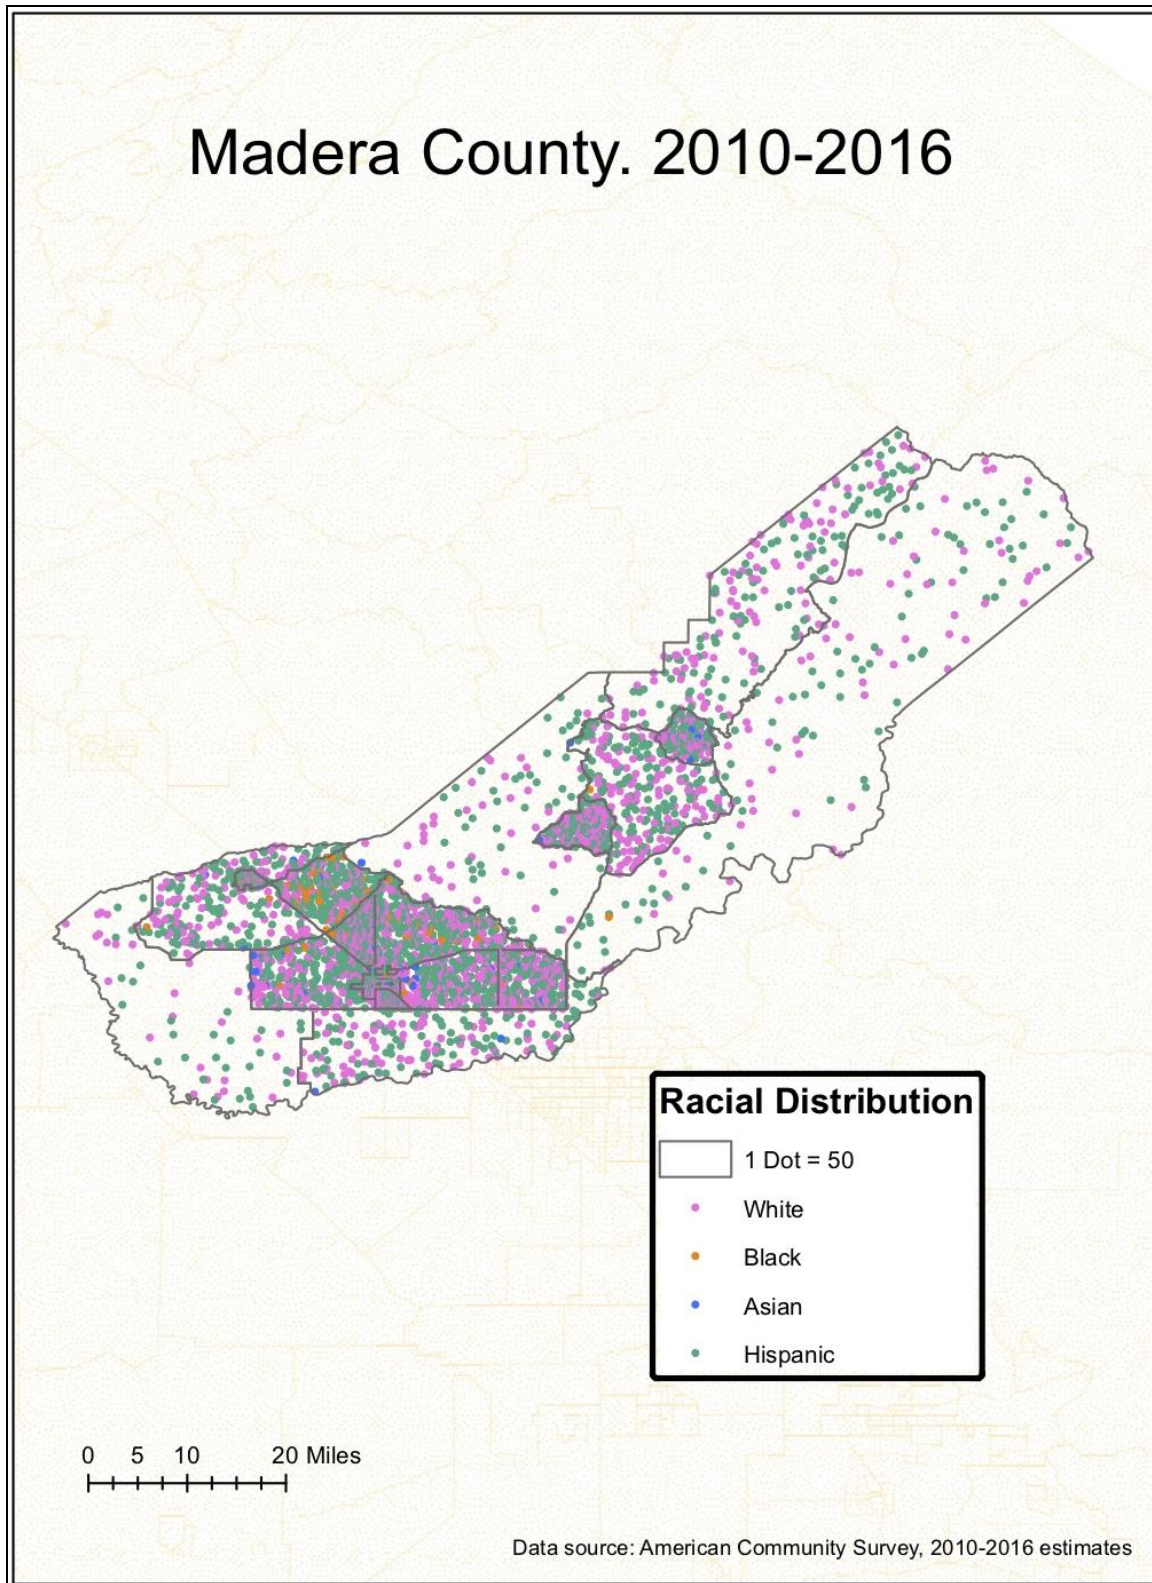 Madera County. 2010-2016
Racial Distribution
1 Dot = 50
White
Black
Asian
Hispanic
0 5 10 20 Miles
Data source: American Community Survey, 2010-2016 estimates